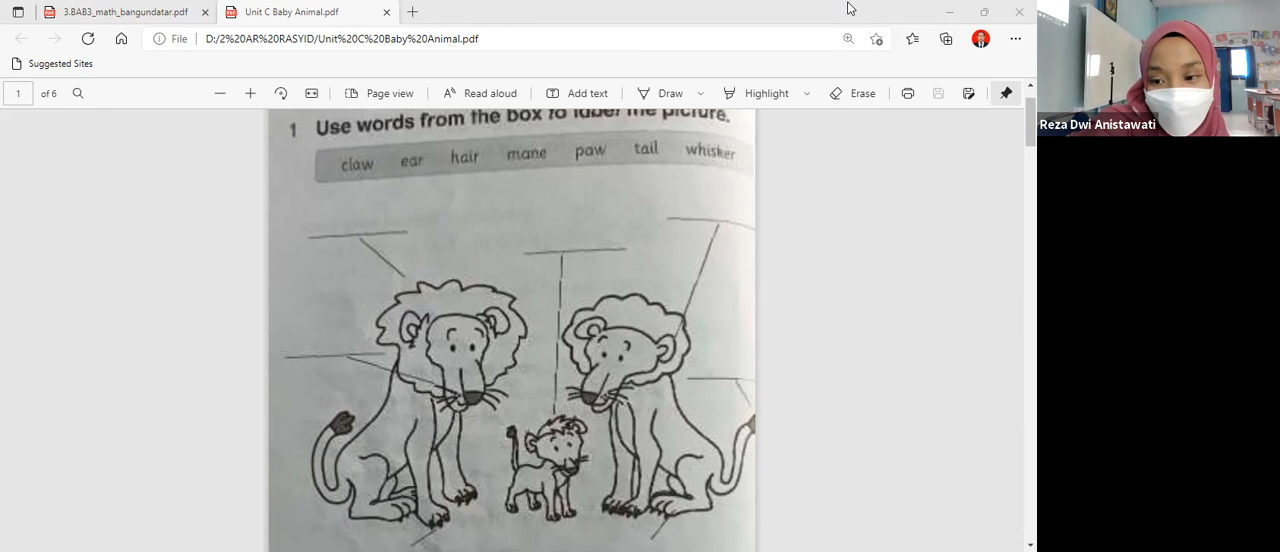 3.BAB3_math_bangundatar.pdf
Unit C Baby Animal.pdf
File
D:/2%20AR%20RASYID/Unit%20C%20Baby%20Animal.pdf
Suggested Sites
1 of 6
Page view
Read aloud
Add text
Draw
Highlight
Erase
1 Use words from the box to label the picture.
claw ear hair mane paw tail whisker
Reza Dwi Anistawati